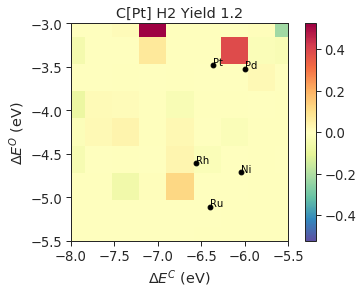 C[Pt] H2 Yield 1.2
−3.0
−3.5
−4.0
−4.5
−5.0
−5.5
ΔE^O (eV)
Pt
Pd
Rh
Ni
Ru
−8.0 −7.5 −7.0 −6.5 −6.0 −5.5
ΔE^C (eV)
0.4
0.2
0.0
−0.2
−0.4